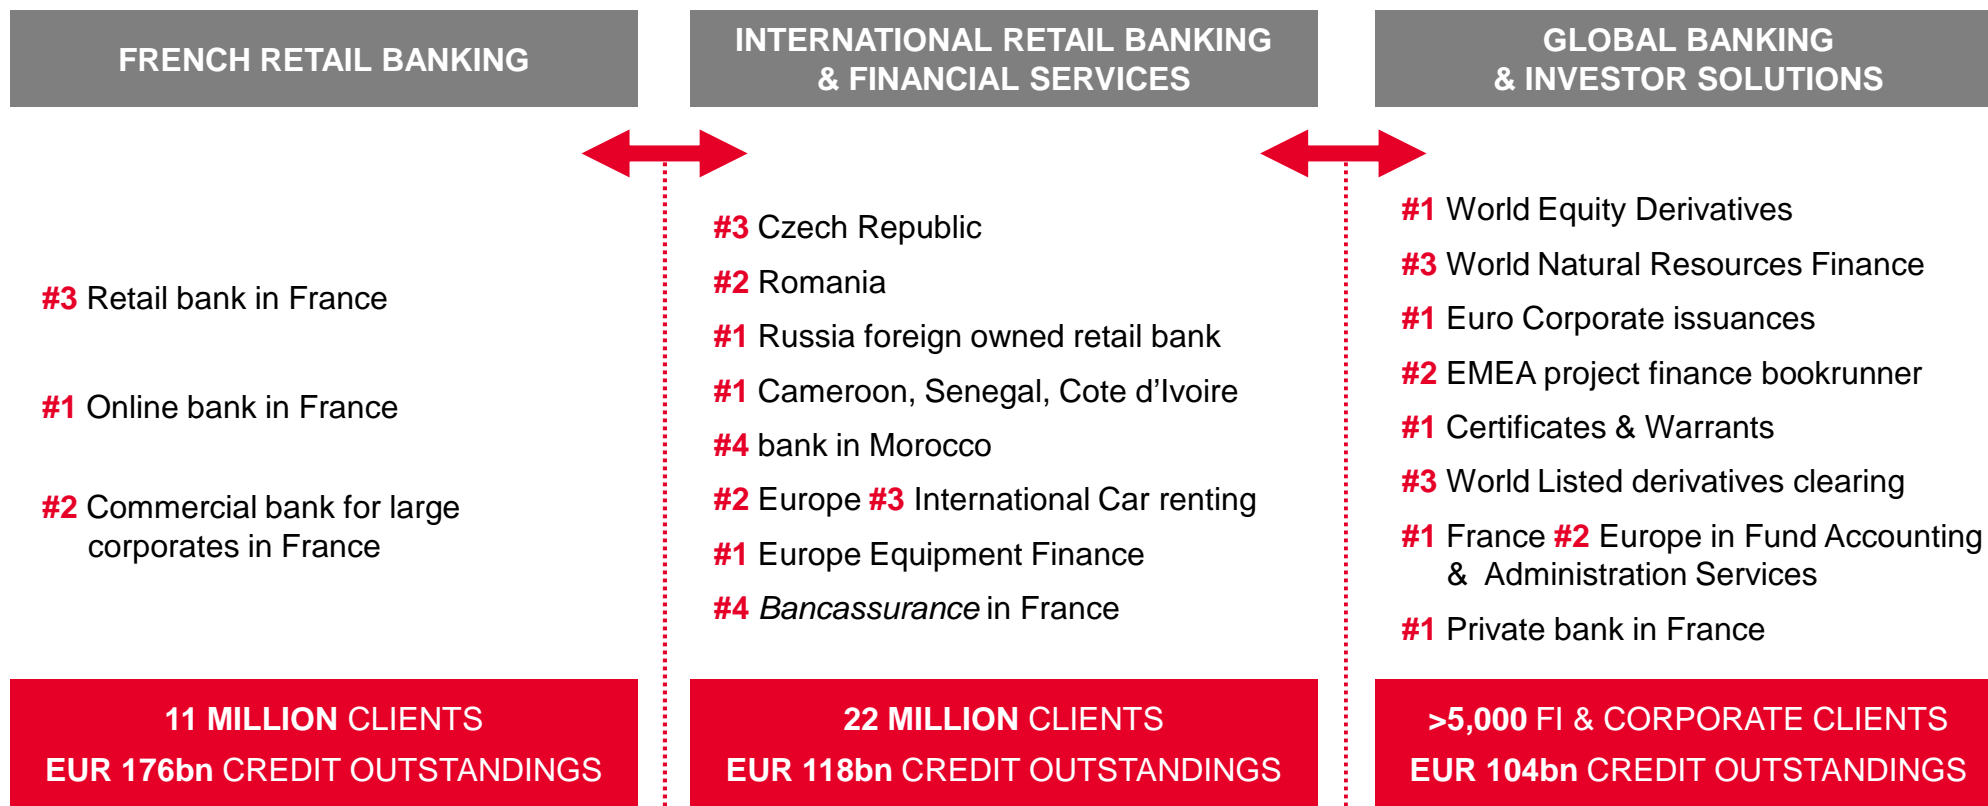 FRENCH RETAIL BANKING
#3 Retail bank in France
#1 Online bank in France
#2 Commercial bank for large
corporates in France
11 MILLION CLIENTS
EUR 176bn CREDIT OUTSTANDINGS
INTERNATIONAL RETAIL BANKING
& FINANCIAL SERVICES
#3 Czech Republic
#2 Romania
#1 Russia foreign owned retail bank
#1 Cameroon, Senegal, Cote d’Ivoire
#4 bank in Morocco
#2 Europe #3 International Car renting
#1 Europe Equipment Finance
#4 Bancassurance in France
22 MILLION CLIENTS
EUR 118bn CREDIT OUTSTANDINGS
GLOBAL BANKING
& INVESTOR SOLUTIONS
#1 World Equity Derivatives
#3 World Natural Resources Finance
#1 Euro Corporate issuances
#2 EMEA project finance bookrunner
#1 Certificates & Warrants
#3 World Listed derivatives clearing
#1 France #2 Europe in Fund Accounting
& Administration Services
#1 Private bank in France
>5,000 FI & CORPORATE CLIENTS
EUR 104bn CREDIT OUTSTANDINGS